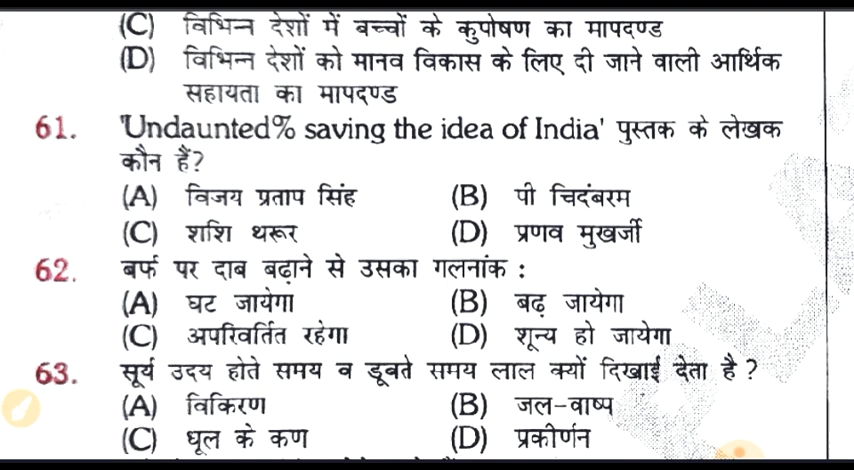 (C) विभिन्न देशों में बच्चों के कुपोषण का मापदण्ड
(D) विभिन्न देशों को मानव विकास के लिए दी जाने वाली आर्थिक
सहायता का मापदण्ड
61. 'Undaunted% saving the idea of India' पुस्तक के लेखक
कौन हैं?
(A) विजय प्रताप सिंह (B) पी चिदंबरम
(C) शशि थरूर (D) प्रणव मुखर्जी
62. बर्फ पर दाब बढ़ाने से उसका गलनांक :
(A) घट जायेगा (B) बढ़ जायेगा
(C) अपरिवर्तित रहेगा (D) शून्य हो जायेगा
63. सूर्य उदय होते समय व डूबते समय लाल क्यों दिखाई देता है ?
(A) विकिरण (B) जल-वाष्प
(C) धूल के कण (D) प्रकीर्णन